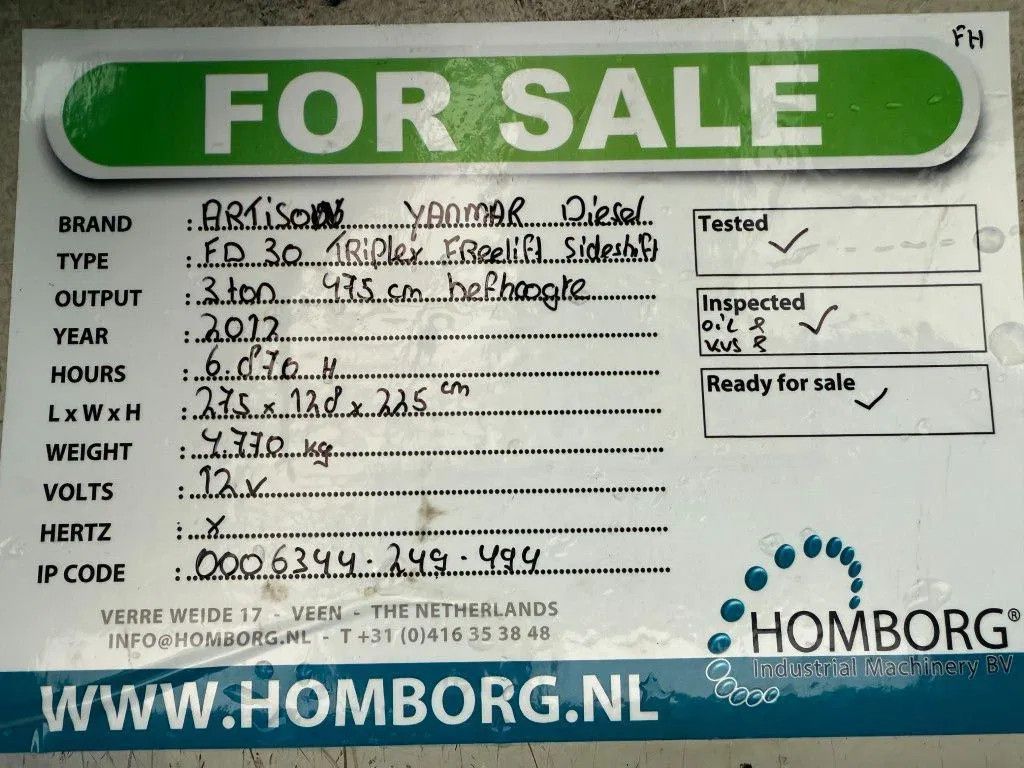 FH
FOR SALE
BRAND : ARTisoN YANMAR Diesel
TYPE : FD 30 TRiplex FReelift Sideshift
OUTPUT : 3 ton 475 cm hefhoogte
YEAR : 2012
HOURS : 6.870 H
L x W x H : 275 x 128 x 225 cm
WEIGHT : 4.770 kg
VOLTS : 12 v
HERTZ : x
IP CODE : 0006344.249.494
Tested ✓
Inspected ✓
oil &
Ready for sale ✓
VERRE WEIDE 17 - VEEN - THE NETHERLANDS
INFO@HOMBORG.NL - T +31 (0)416 35 38 48
HOMBORG®
Industrial Machinery BV
WWW.HOMBORG.NL